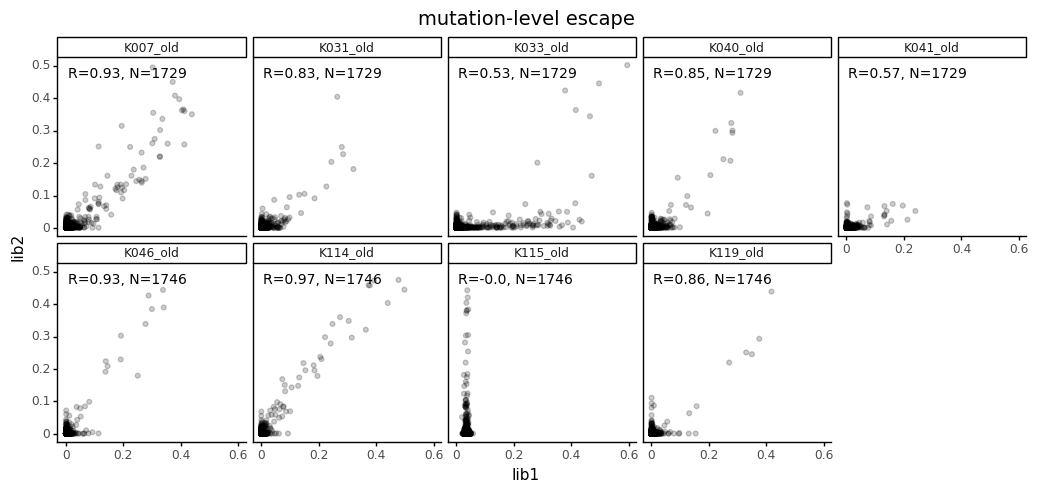 mutation-level escape
K007_old K031_old K033_old K040_old K041_old
R=0.93, N=1729 R=0.83, N=1729 R=0.53, N=1729 R=0.85, N=1729 R=0.57, N=1729
0.5
0.4
0.3
0.2
0.1
0
0 0.2 0.4 0.6
K046_old K114_old K115_old K119_old
R=0.93, N=1746 R=0.97, N=1746 R=-0.0, N=1746 R=0.86, N=1746
0.5
0.4
0.3
0.2
0.1
0
0 0.2 0.4 0.6 0 0.2 0.4 0.6 0 0.2 0.4 0.6 0 0.2 0.4 0.6
lib2
lib1